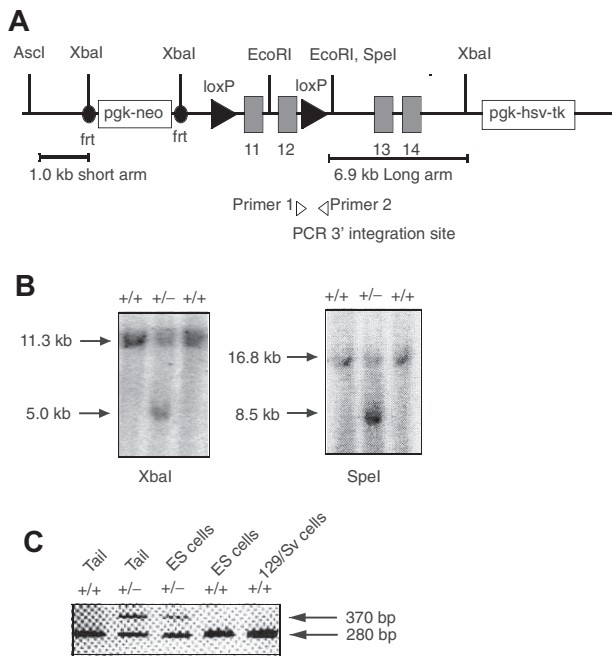 A
AscI XbaI XbaI EcoRI EcoRI, SpeI XbaI
loxP loxP
pgk-neo pgk-hsv-tk
frt frt 11 12 13 14
1.0 kb short arm 6.9 kb Long arm
Primer 1 Primer 2
PCR 3' integration site
B
+/+ +/− +/+ +/+ +/− +/+
11.3 kb
16.8 kb
5.0 kb 8.5 kb
XbaI SpeI
C
Tail Tail ES cells ES cells 129/Sv cells
+/+ +/− +/− +/+ +/+
370 bp
280 bp